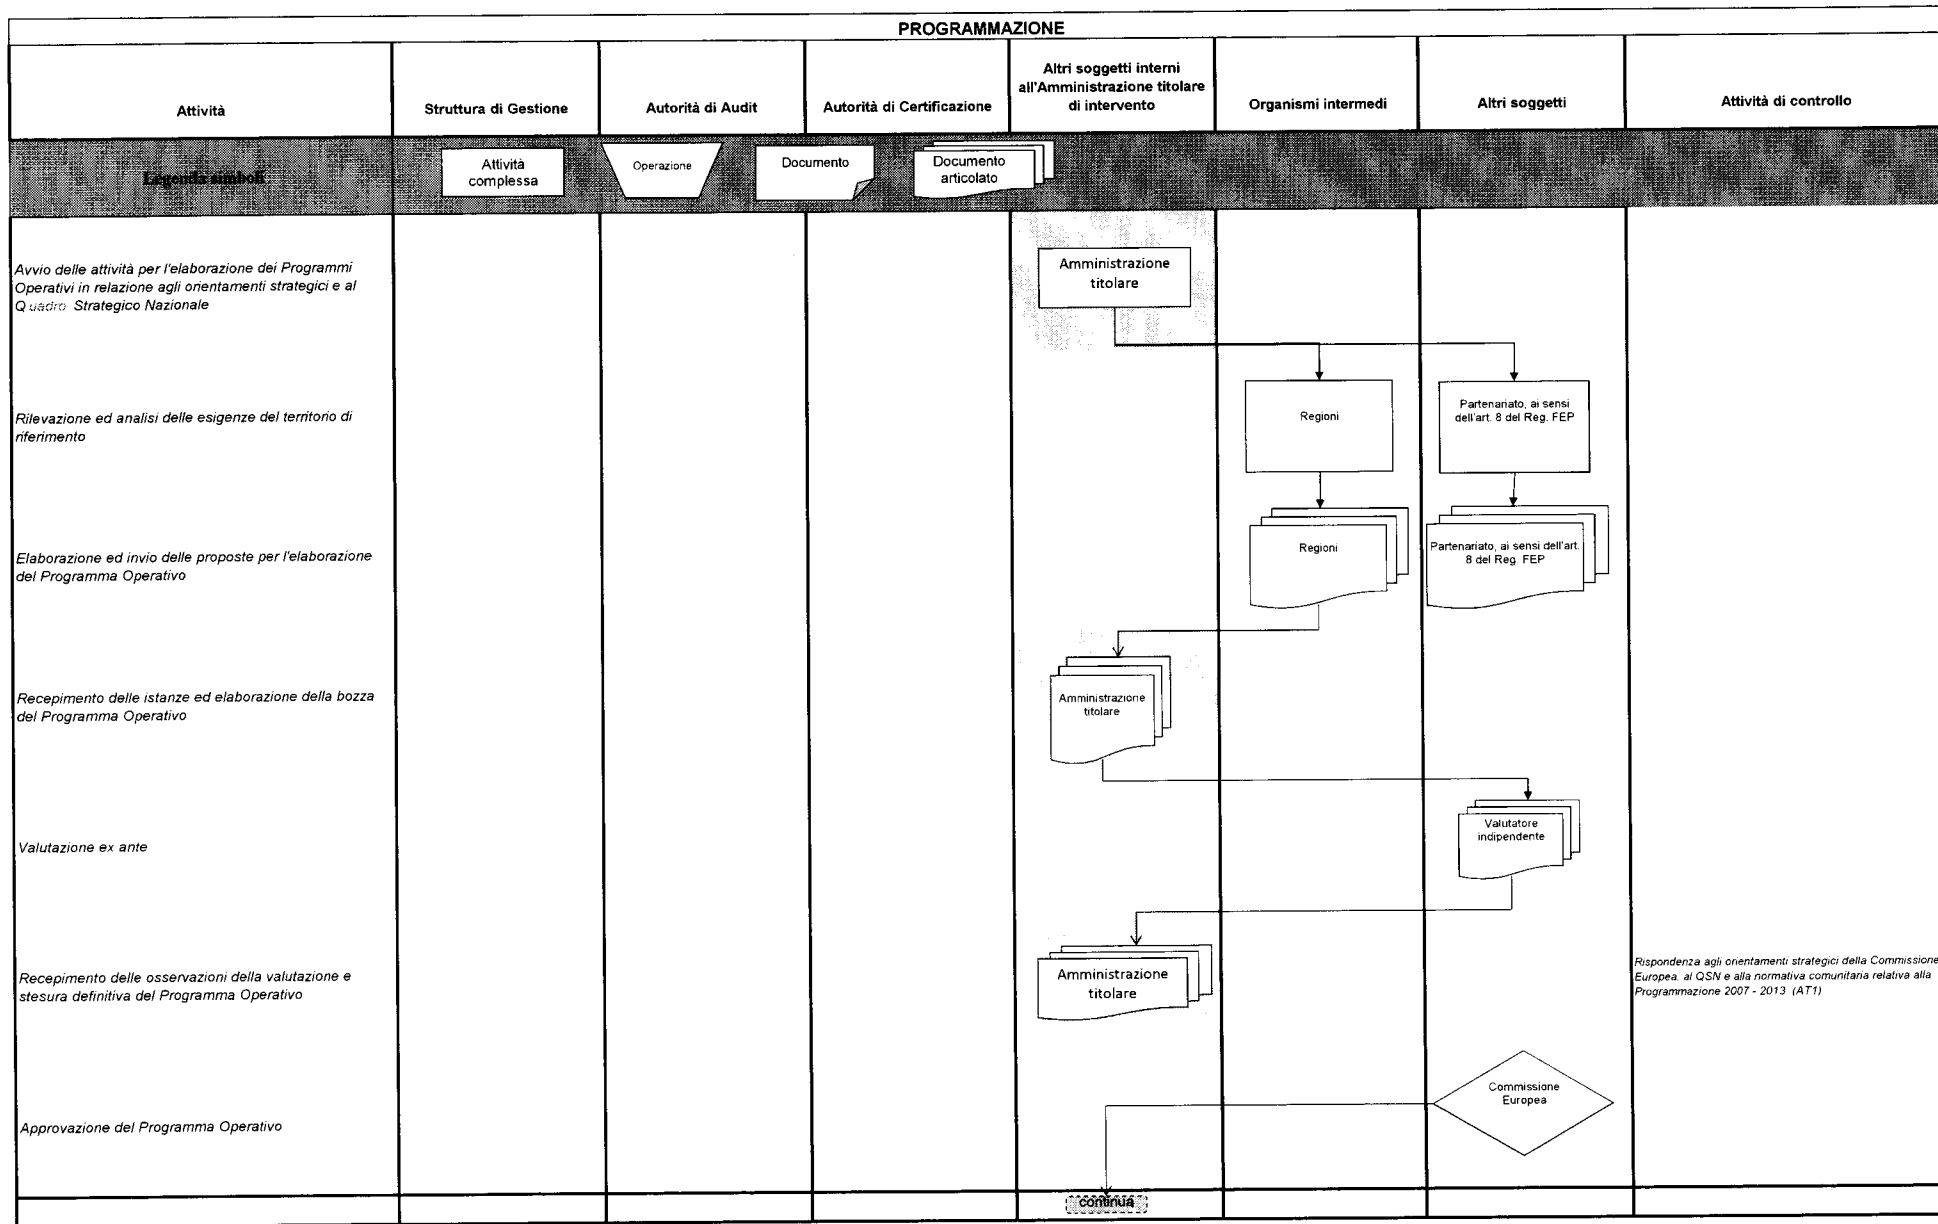 PROGRAMMAZIONE
Attività
Struttura di Gestione
Autorità di Audit
Autorità di Certificazione
Altri soggetti interni
all'Amministrazione titolare
di intervento
Organismi intermedi
Altri soggetti
Attività di controllo
Legenda simboli
Attività
complessa
Operazione
Documento
Documento
articolato
Avvio delle attività per l'elaborazione dei Programmi
Operativi in relazione agli orientamenti strategici e al
Quadro Strategico Nazionale
Amministrazione
titolare
Rilevazione ed analisi delle esigenze del territorio di
riferimento
Regioni
Partenariato, ai sensi
dell'art. 8 del Reg. FEP
Elaborazione ed invio delle proposte per l'elaborazione
del Programma Operativo
Regioni
Partenariato, ai sensi dell'art.
8 del Reg. FEP
Recepimento delle istanze ed elaborazione della bozza
del Programma Operativo
Amministrazione
titolare
Valutazione ex ante
Valutatore
indipendente
Recepimento delle osservazioni della valutazione e
stesura definitiva del Programma Operativo
Amministrazione
titolare
Rispondenza agli orientamenti strategici della Commissione
Europea, al QSN e alla normativa comunitaria relativa alla
Programmazione 2007 - 2013 (AT1)
Approvazione del Programma Operativo
Commissione
Europea
continua